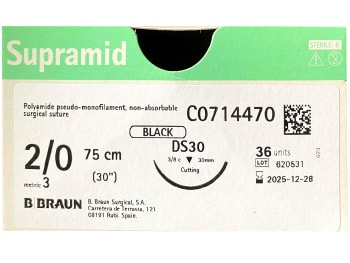 STERILE R
Supramid
Polyamide pseudo-monofilament, non-absorbable
surgical suture
C0714470
BLACK
2/0 75 cm
metric 3 (30")
DS30
3/8 c 30mm
Cutting
36 units
LOT 620531
2025-12-28
023
B BRAUN
B. Braun Surgical, S.A.
Carretera de Terrassa, 121
08191 Rubí. Spain.